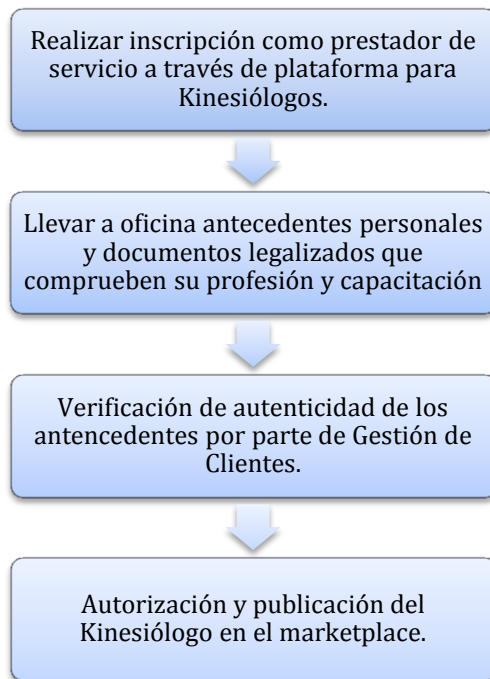 Realizar inscripción como prestador de
servicio a través de plataforma para
Kinesiólogos.
Llevar a oficina antecedentes personales
y documentos legalizados que
comprueben su profesión y capacitación
Verificación de autenticidad de los
antencedentes por parte de Gestión de
Clientes.
Autorización y publicación del
Kinesiólogo en el marketplace.